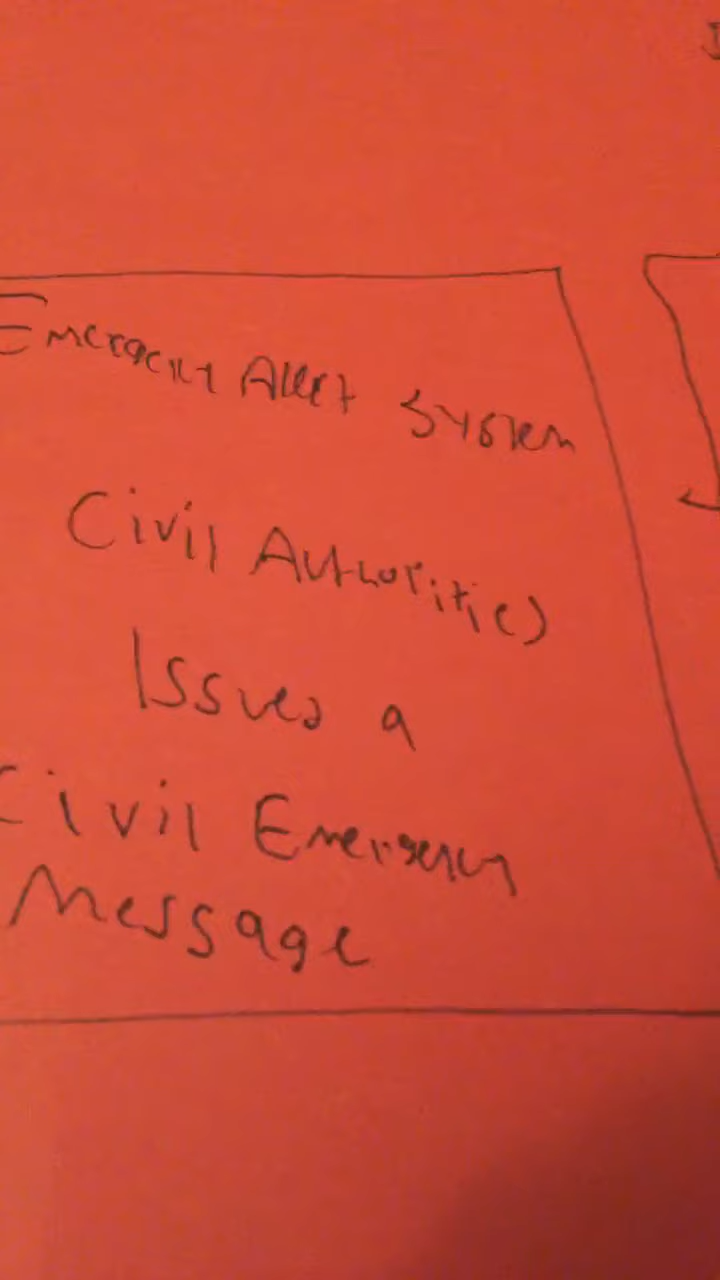 Emergency Alert System
Civil Authorities
Issues a
Civil Emergency
Message